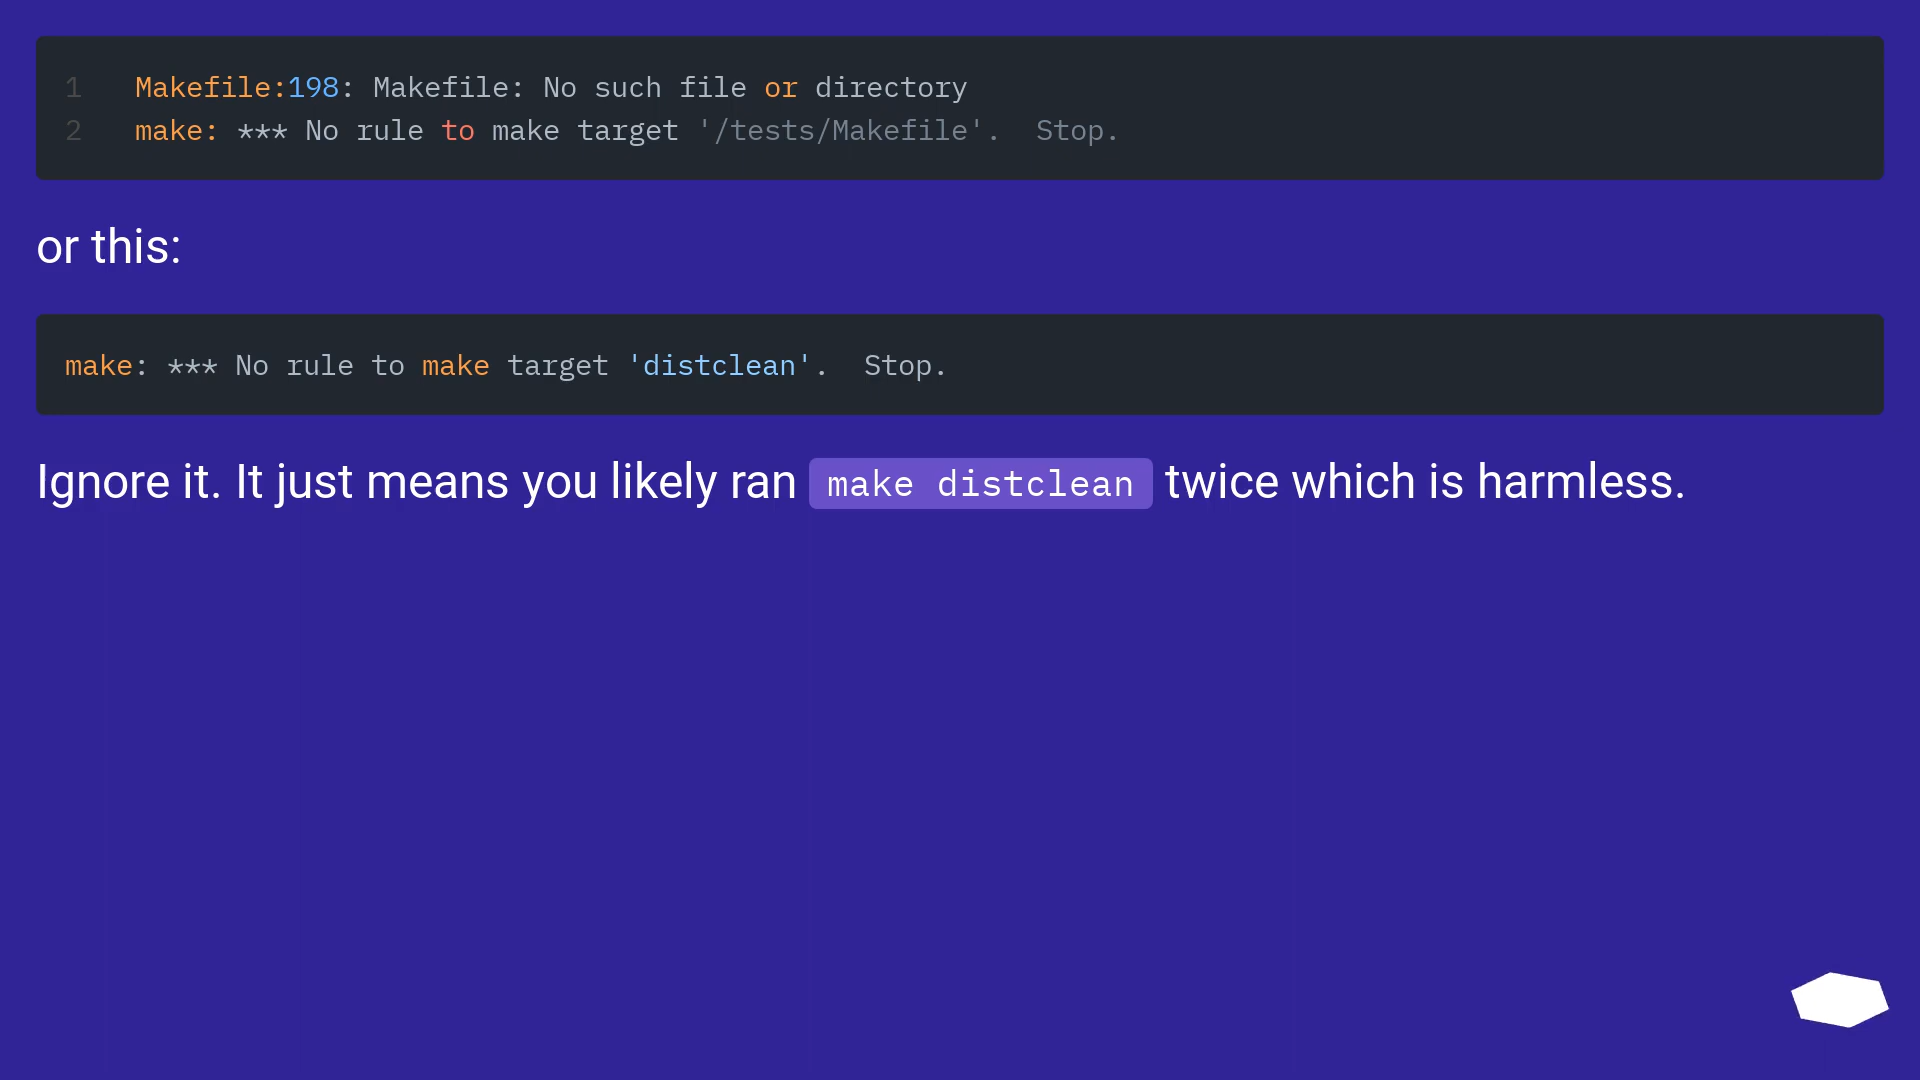 1 Makefile:198: Makefile: No such file or directory
2 make: *** No rule to make target '/tests/Makefile'.  Stop.
or this:
make: *** No rule to make target 'distclean'.  Stop.
Ignore it. It just means you likely ran make distclean twice which is harmless.